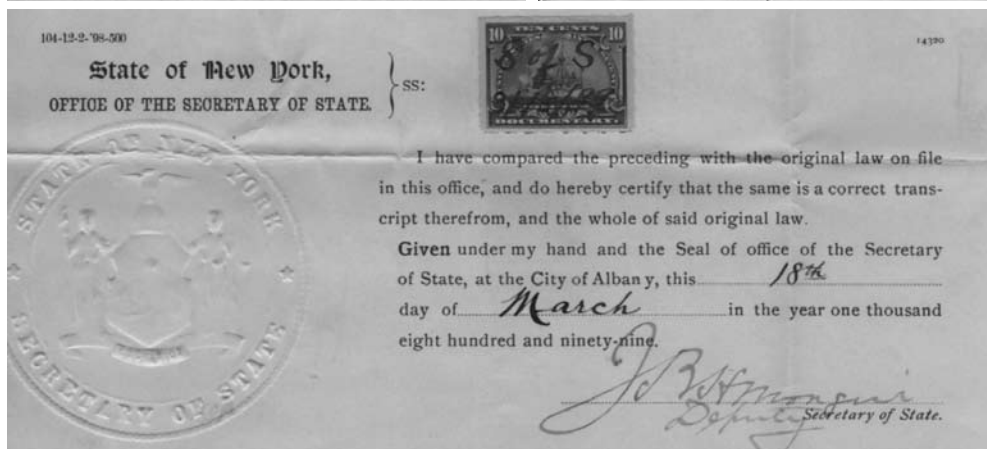 104-12-2-'98-500
14320
State of New York,
OFFICE OF THE SECRETARY OF STATE.
ss:
TEN CENTS
10 10
8 S
DOCUMENTARY.
I have compared the preceding with the original law on file
in this office, and do hereby certify that the same is a correct trans-
cript therefrom, and the whole of said original law.
Given under my hand and the Seal of office of the Secretary
of State, at the City of Albany, this 18th
day of March in the year one thousand
eight hundred and ninety-nine.
J B H Mongin
Deputy Secretary of State.
STATE OF NEW YORK
SECRETARY OF STATE